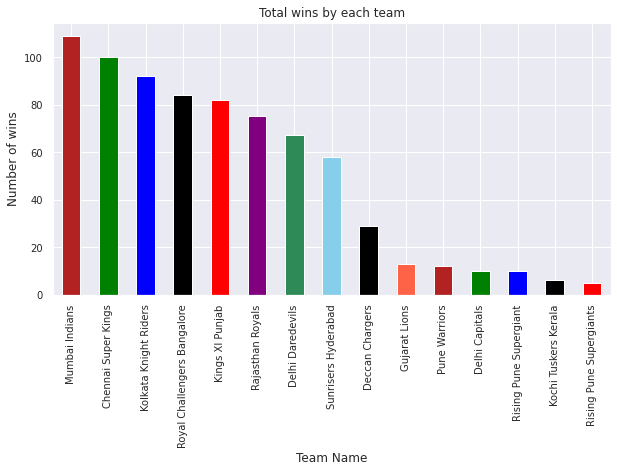 Total wins by each team
Number of wins
100
80
60
40
20
0
Mumbai Indians
Chennai Super Kings
Kolkata Knight Riders
Royal Challengers Bangalore
Kings XI Punjab
Rajasthan Royals
Delhi Daredevils
Sunrisers Hyderabad
Deccan Chargers
Gujarat Lions
Pune Warriors
Delhi Capitals
Rising Pune Supergiant
Kochi Tuskers Kerala
Rising Pune Supergiants
Team Name